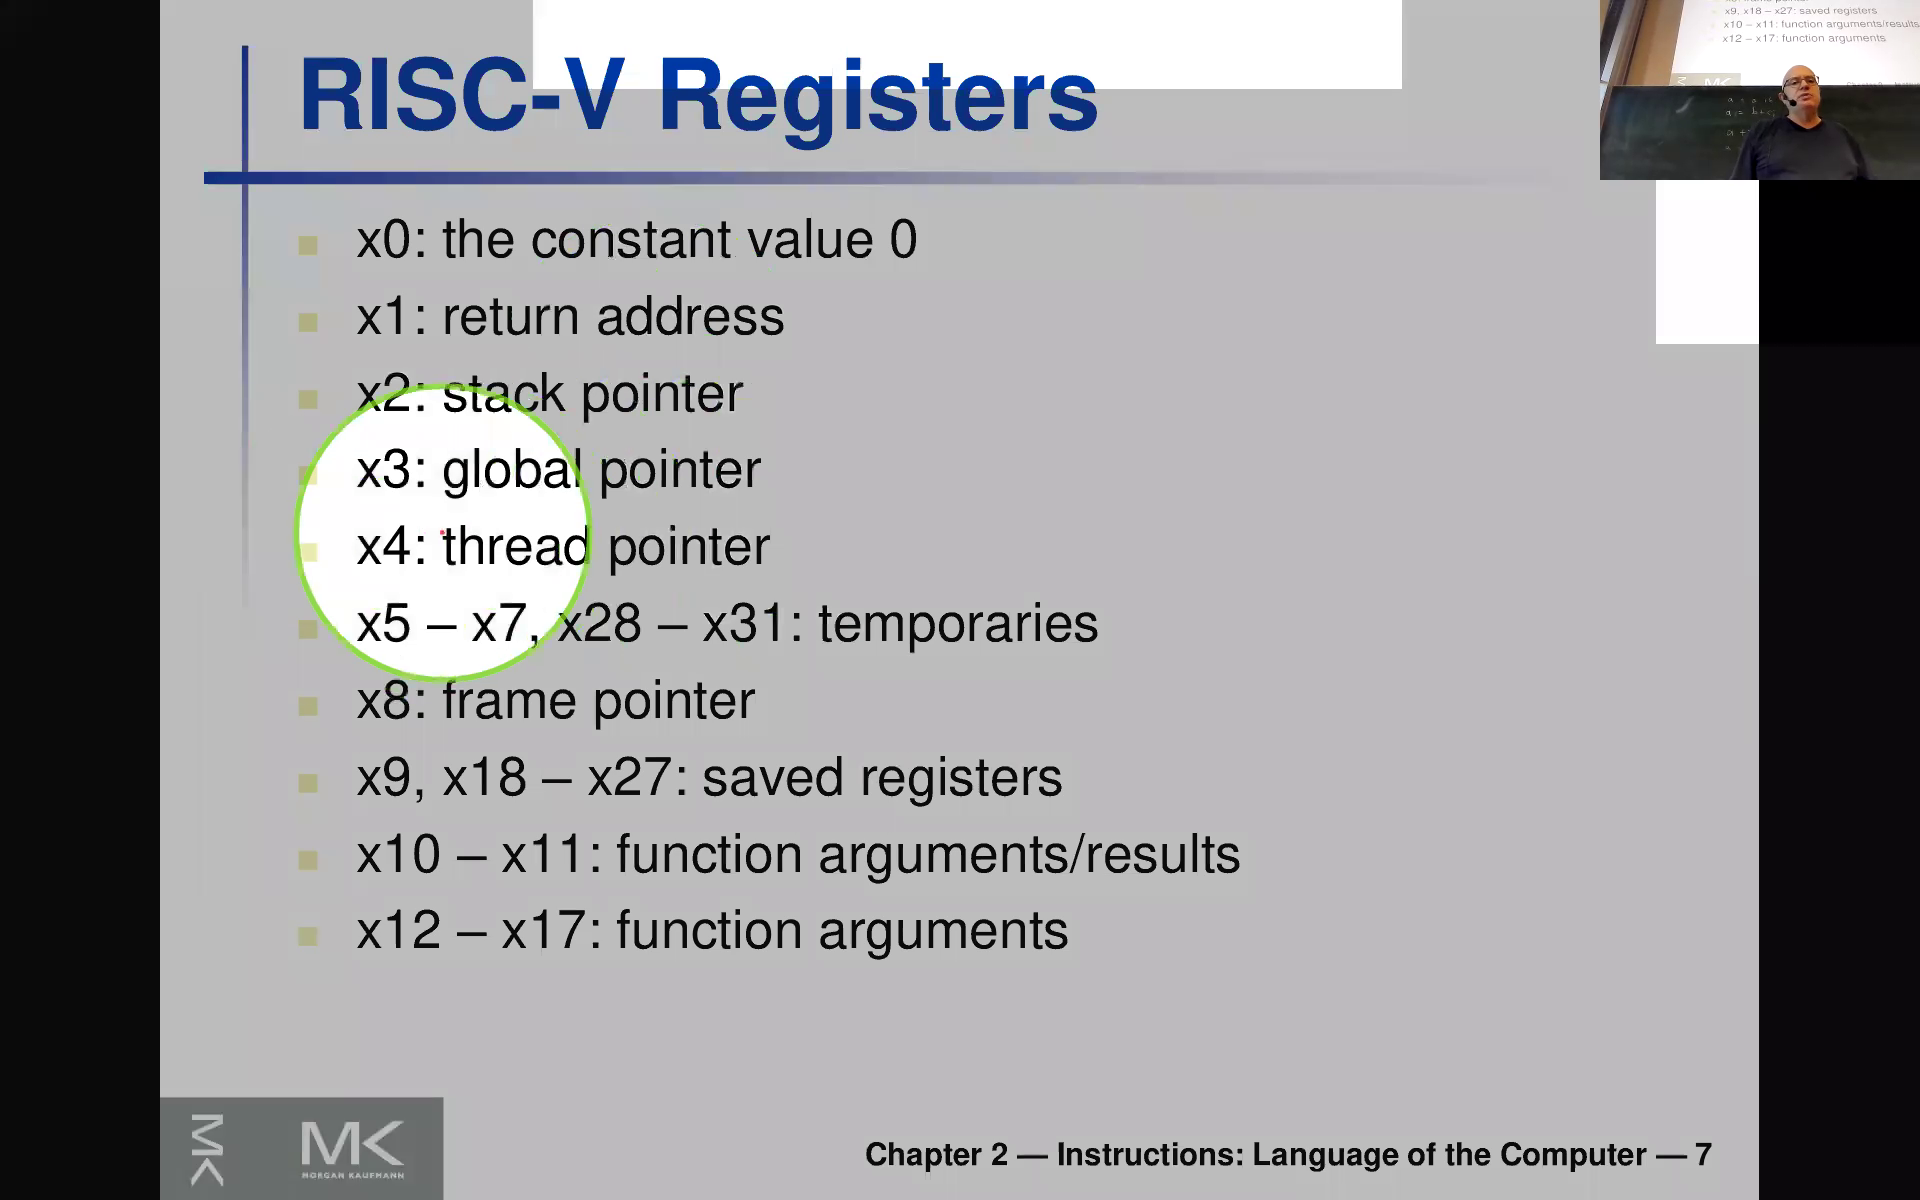 RISC-V Registers
x0: the constant value 0
x1: return address
x2: stack pointer
x3: global pointer
x4: thread pointer
x5 – x7, x28 – x31: temporaries
x8: frame pointer
x9, x18 – x27: saved registers
x10 – x11: function arguments/results
x12 – x17: function arguments
MK
MK
MORGAN KAUFMANN
Chapter 2 — Instructions: Language of the Computer — 7
x9, x18 – x27: saved registers
x10 – x11: function arguments/results
x12 – x17: function arguments
MK